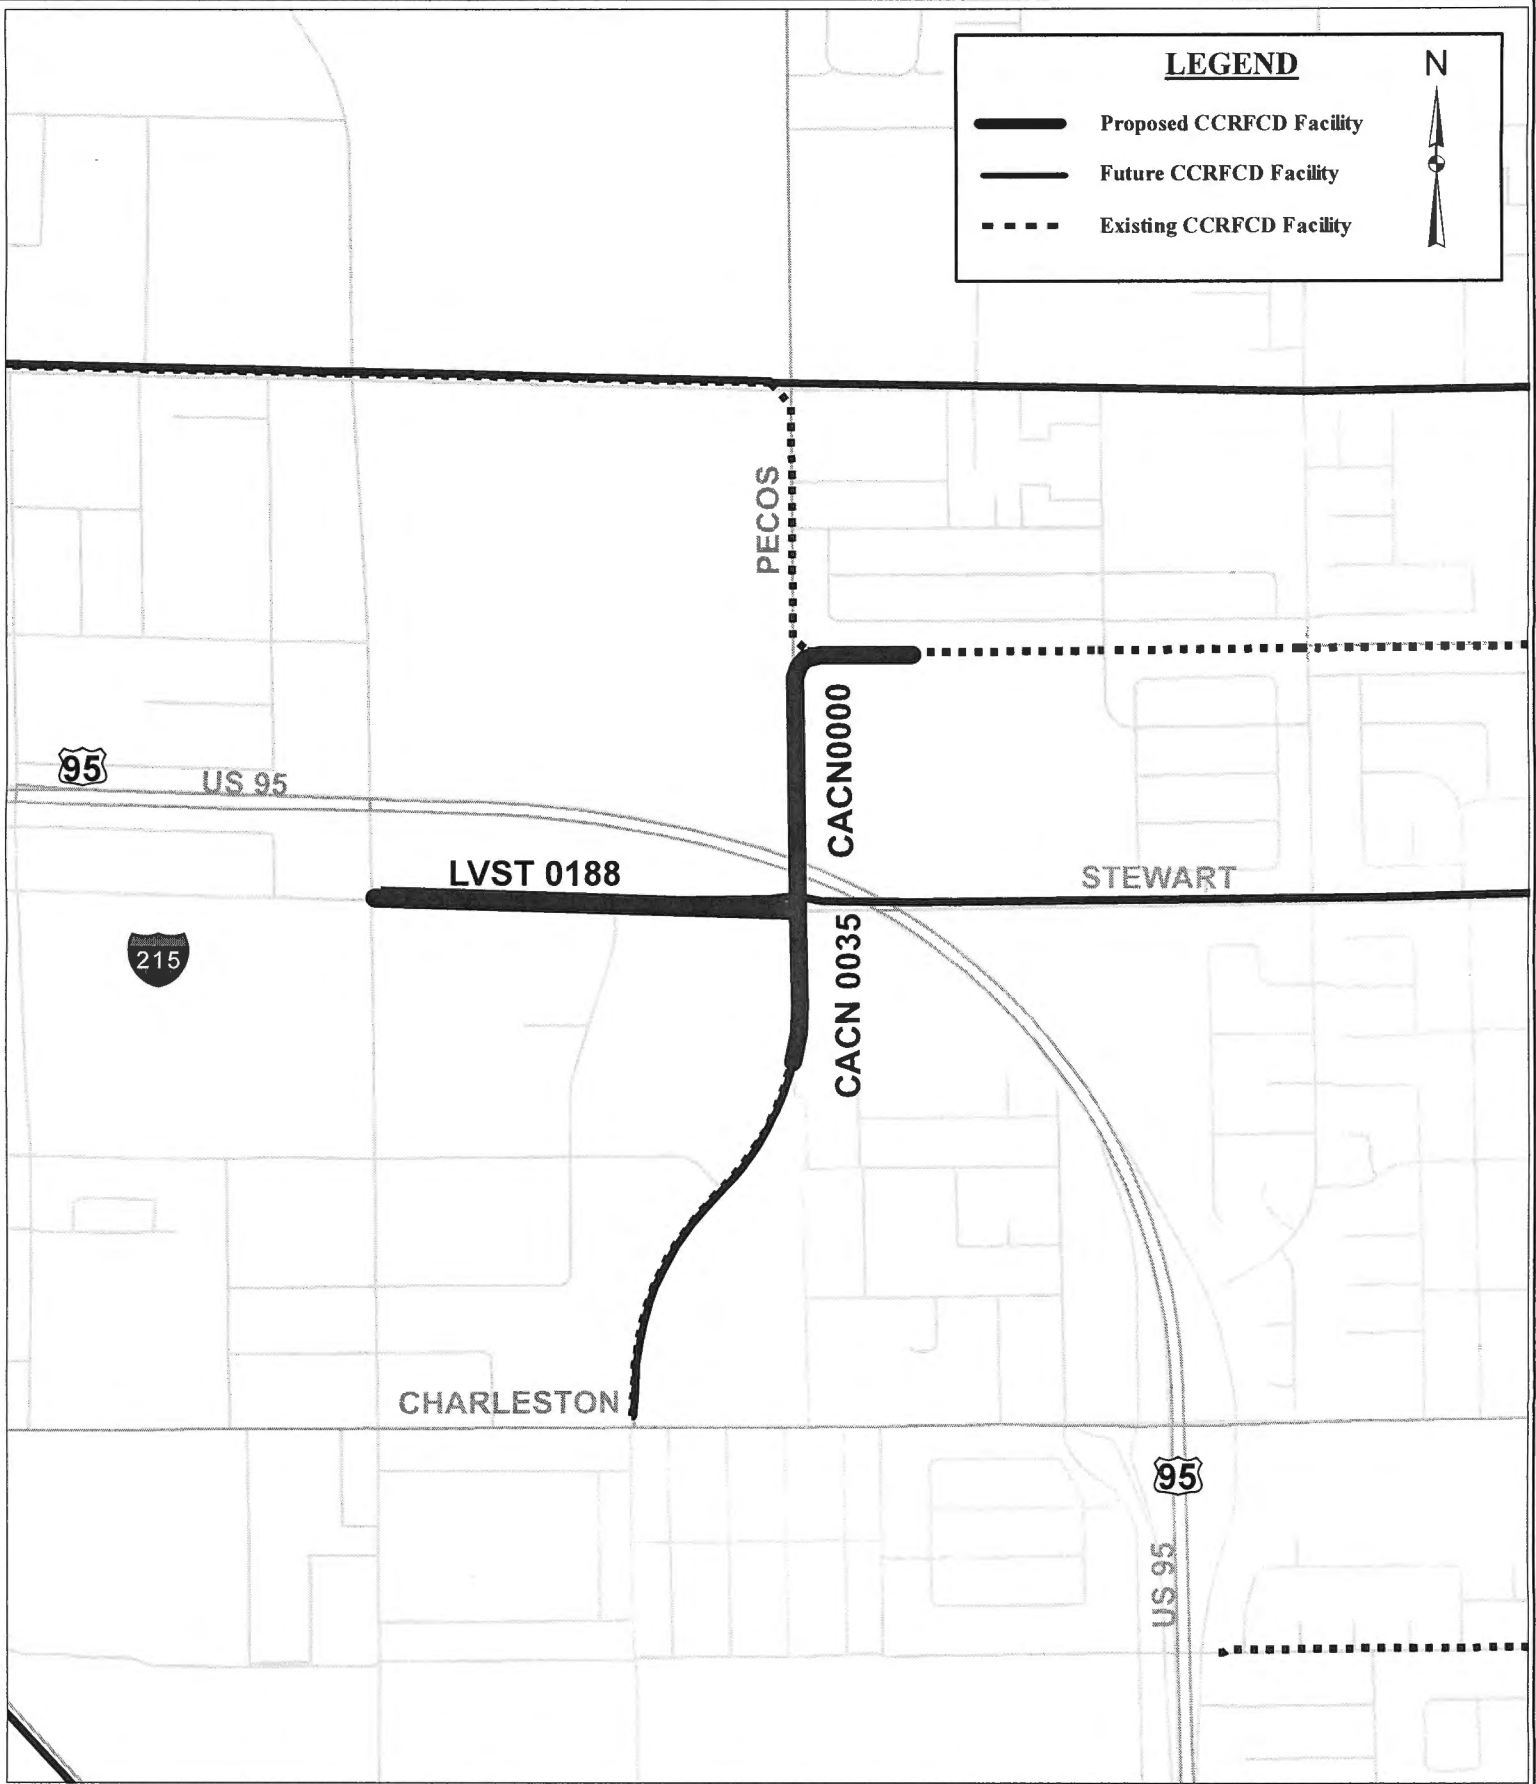 LEGEND
N
Proposed CCRFCD Facility
Future CCRFCD Facility
Existing CCRFCD Facility
PECOS
CACN0000
95
US 95
LVST 0188
STEWART
CACN 0035
215
CHARLESTON
95
US 95